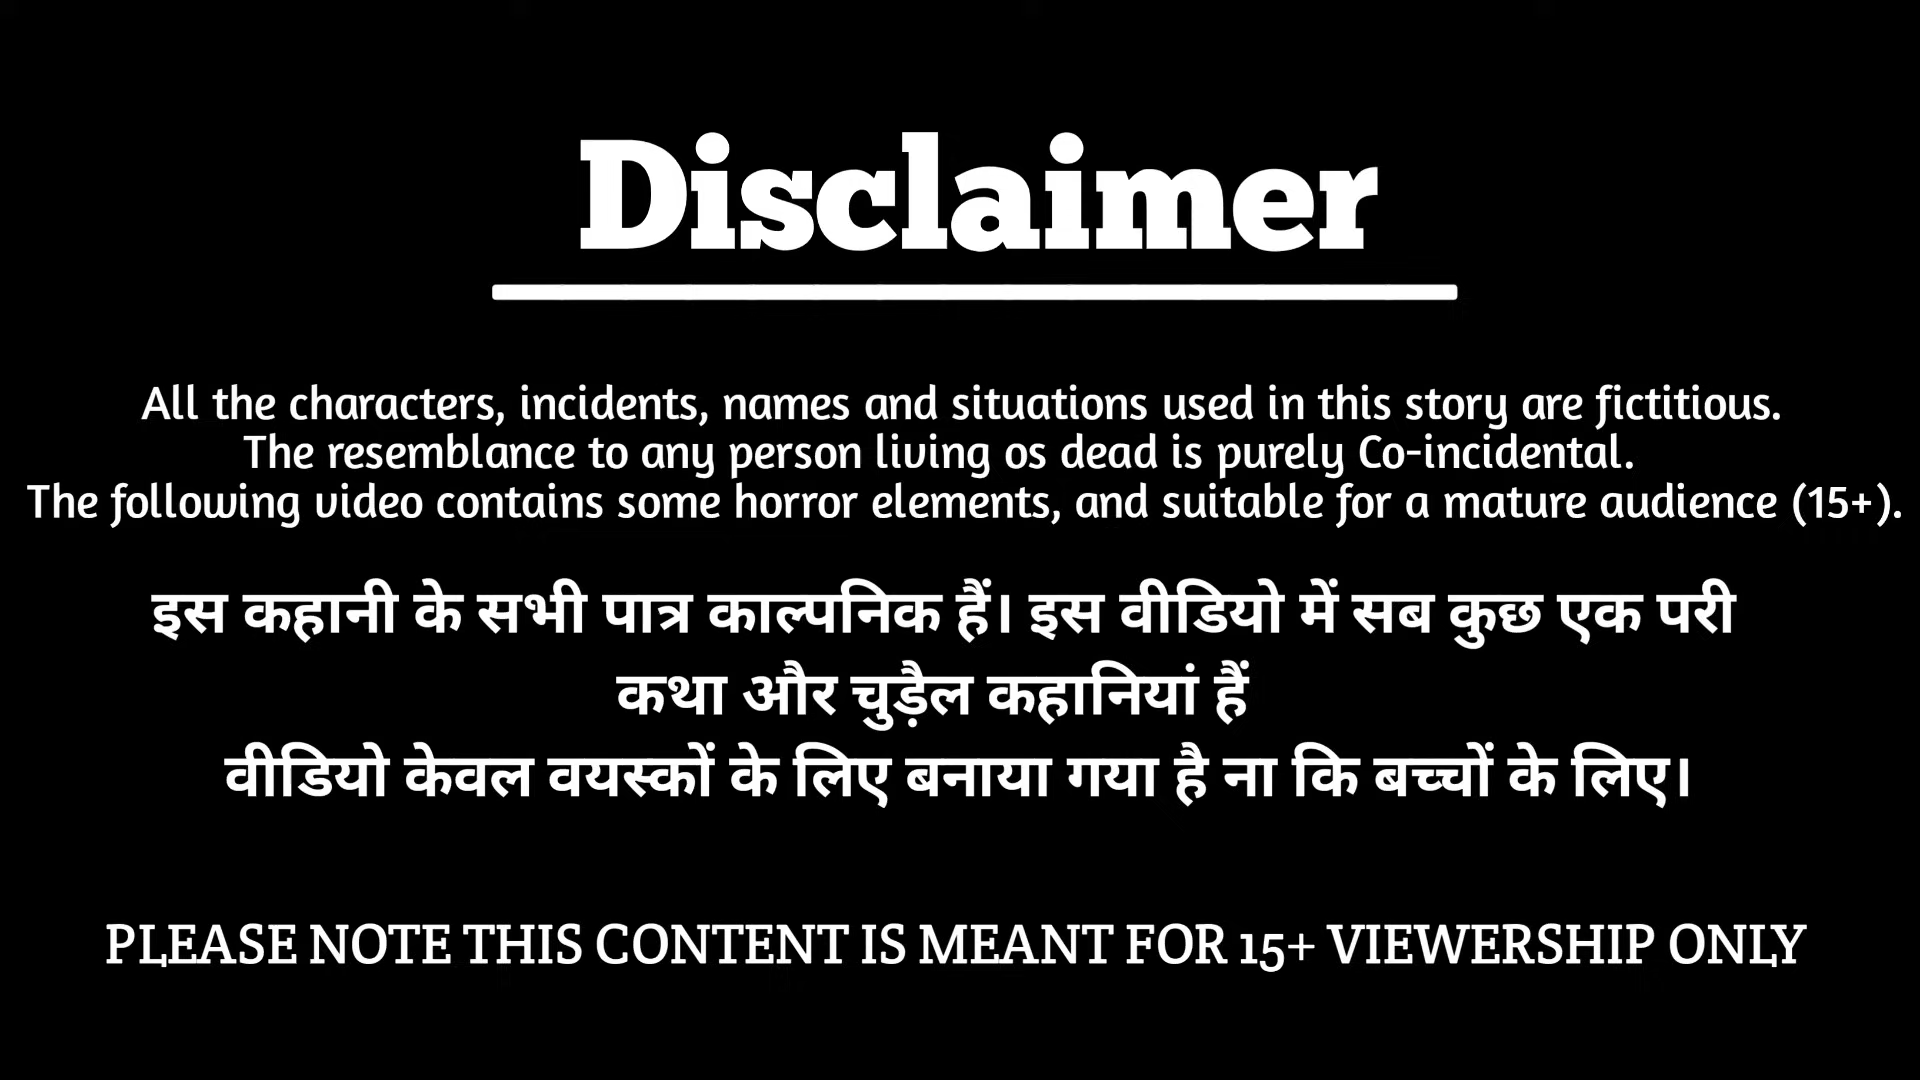 Disclaimer
All the characters, incidents, names and situations used in this story are fictitious.
The resemblance to any person living os dead is purely Co-incidental.
The following video contains some horror elements, and suitable for a mature audience (15+).
इस कहानी के सभी पात्र काल्पनिक हैं। इस वीडियो में सब कुछ एक परी
कथा और चुड़ैल कहानियां हैं
वीडियो केवल वयस्कों के लिए बनाया गया है ना कि बच्चों के लिए।
PLEASE NOTE THIS CONTENT IS MEANT FOR 15+ VIEWERSHIP ONLY